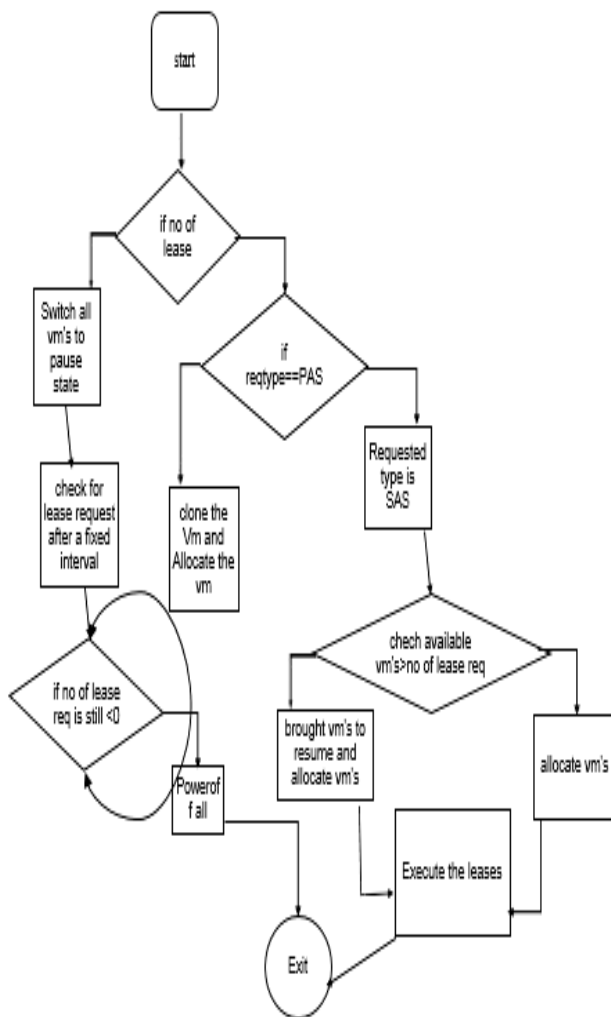 start
if no of
lease
Switch all
vm's to
pause
state
if
reqtype==PAS
check for
lease request
after a fixed
interval
clone the
Vm and
Allocate the
vm
Requested
type is
SAS
if no of lease
req is still <0
chech available
vm's>no of lease req
brought vm's to
resume and
allocate vm's
allocate vm's
Powerof
f all
Execute the leases
Exit